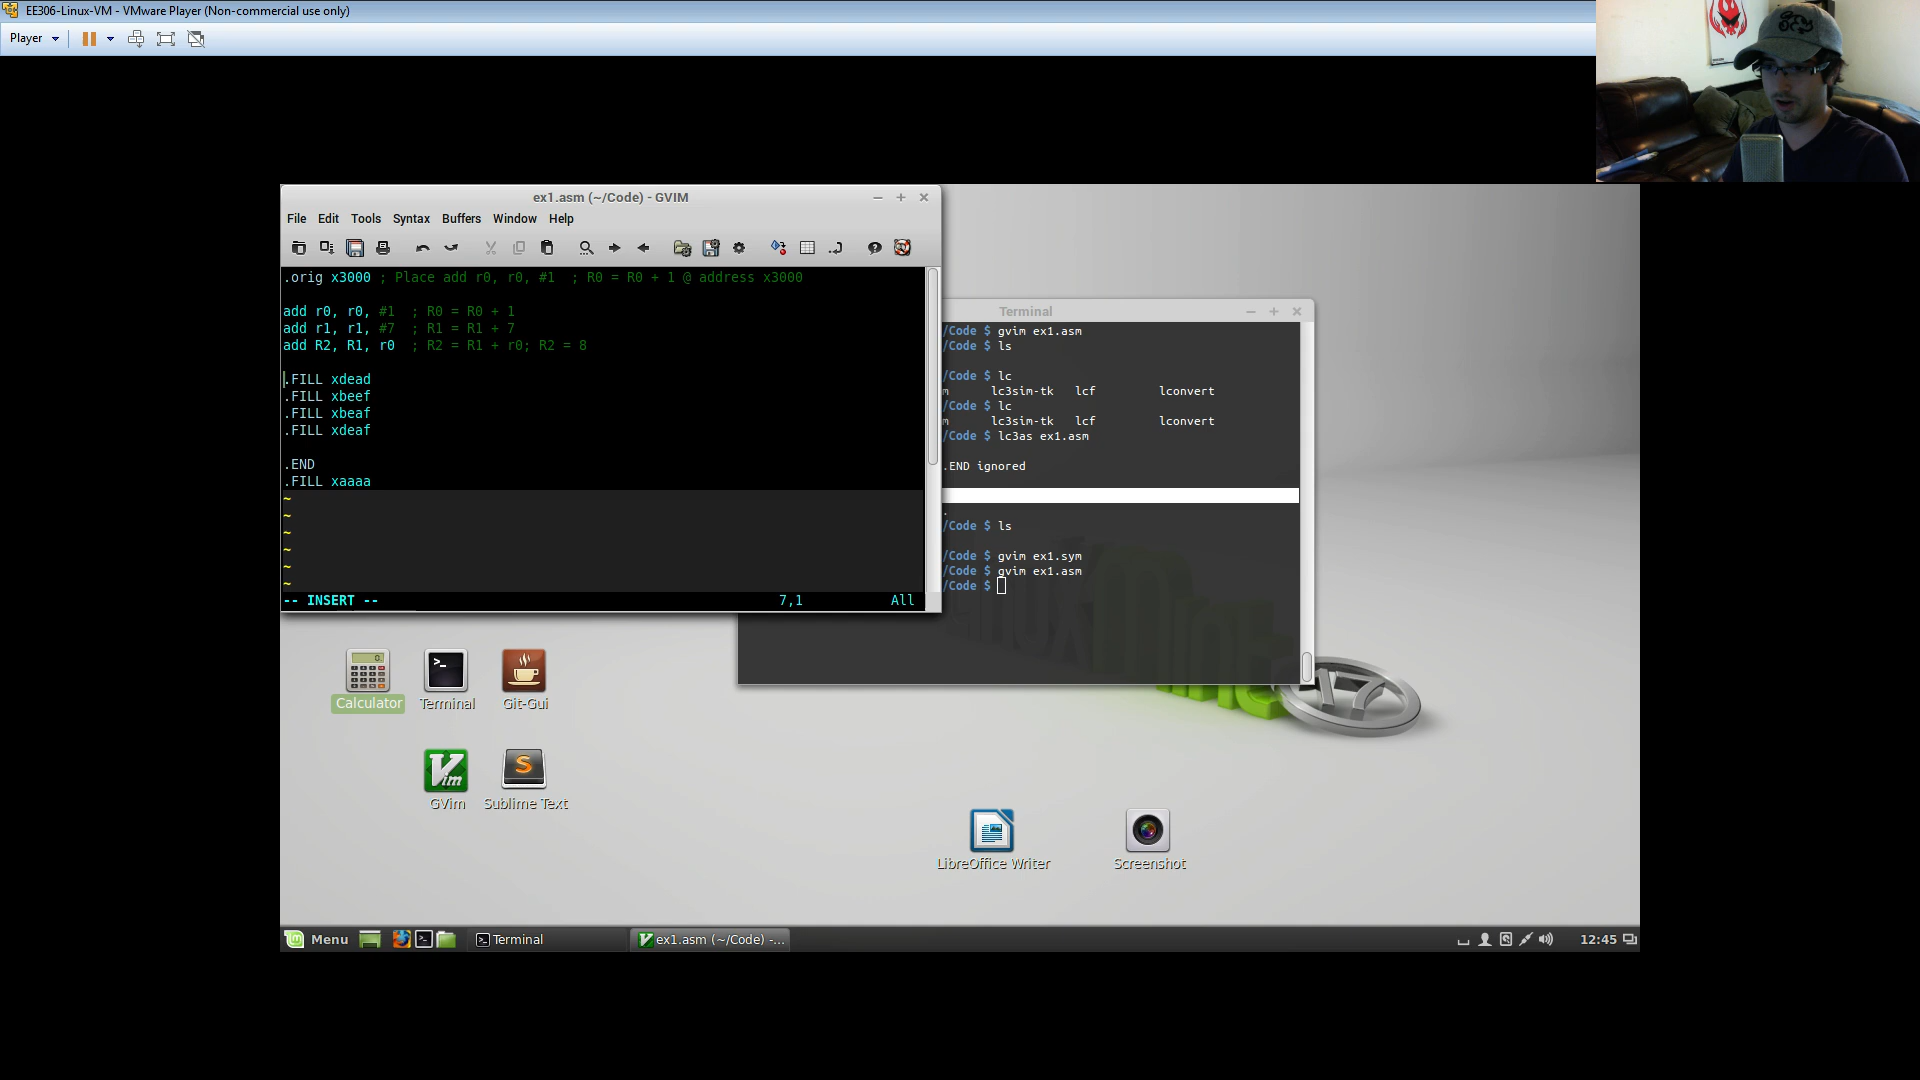 EE306-Linux-VM - VMware Player (Non-commercial use only)
Player
ex1.asm (~/Code) - GVIM
File Edit Tools Syntax Buffers Window Help
.orig x3000 ; Place add r0, r0, #1  ; R0 = R0 + 1 @ address x3000
add r0, r0, #1  ; R0 = R0 + 1
add r1, r1, #7  ; R1 = R1 + 7
add R2, R1, r0  ; R2 = R1 + r0; R2 = 8
.FILL xdead
.FILL xbeef
.FILL xbeaf
.FILL xdeaf
.END
.FILL xaaaa
~
~
~
~
~
~
-- INSERT -- 7,1 All
Terminal
/Code $ gvim ex1.asm
/Code $ ls
/Code $ lc
m lc3sim-tk lcf lconvert
/Code $ lc
m lc3sim-tk lcf lconvert
/Code $ lc3as ex1.asm
.END ignored
.
/Code $ ls
/Code $ gvim ex1.sym
/Code $ gvim ex1.asm
/Code $
Calculator
Terminal
Git-Gui
GVim
Sublime Text
LibreOffice Writer
Screenshot
Menu
Terminal
ex1.asm (~/Code) -...
12:45